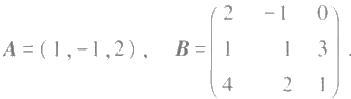 A = ( 1 , -1 , 2 ) ,   B = ( 2 -1 0
1 1 3
4 2 1 ) .